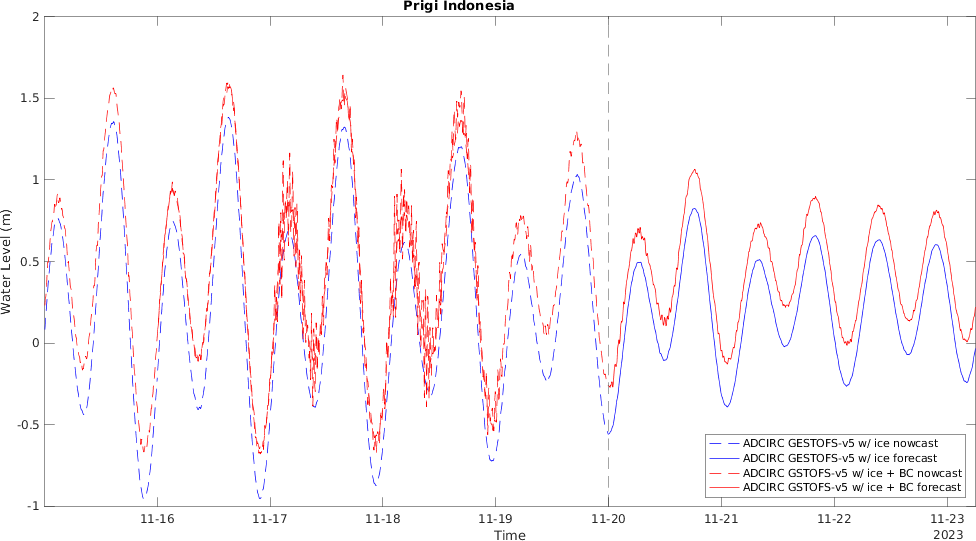 Prigi Indonesia
2
1.5
1
0.5
0
-0.5
-1
Water Level (m)
11-16
11-17
11-18
11-19
11-20
11-21
11-22
11-23
Time
2023
ADCIRC GESTOFS-v5 w/ ice nowcast
ADCIRC GESTOFS-v5 w/ ice forecast
ADCIRC GSTOFS-v5 w/ ice + BC nowcast
ADCIRC GSTOFS-v5 w/ ice + BC forecast